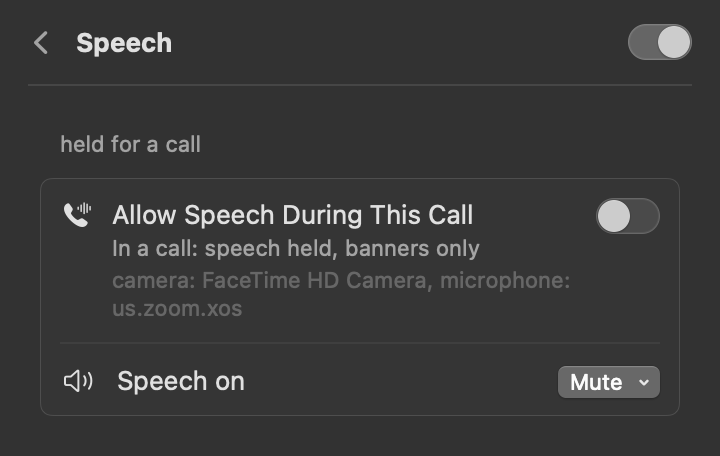 Speech
held for a call
Allow Speech During This Call
In a call: speech held, banners only
camera: FaceTime HD Camera, microphone:
us.zoom.xos
Speech on
Mute